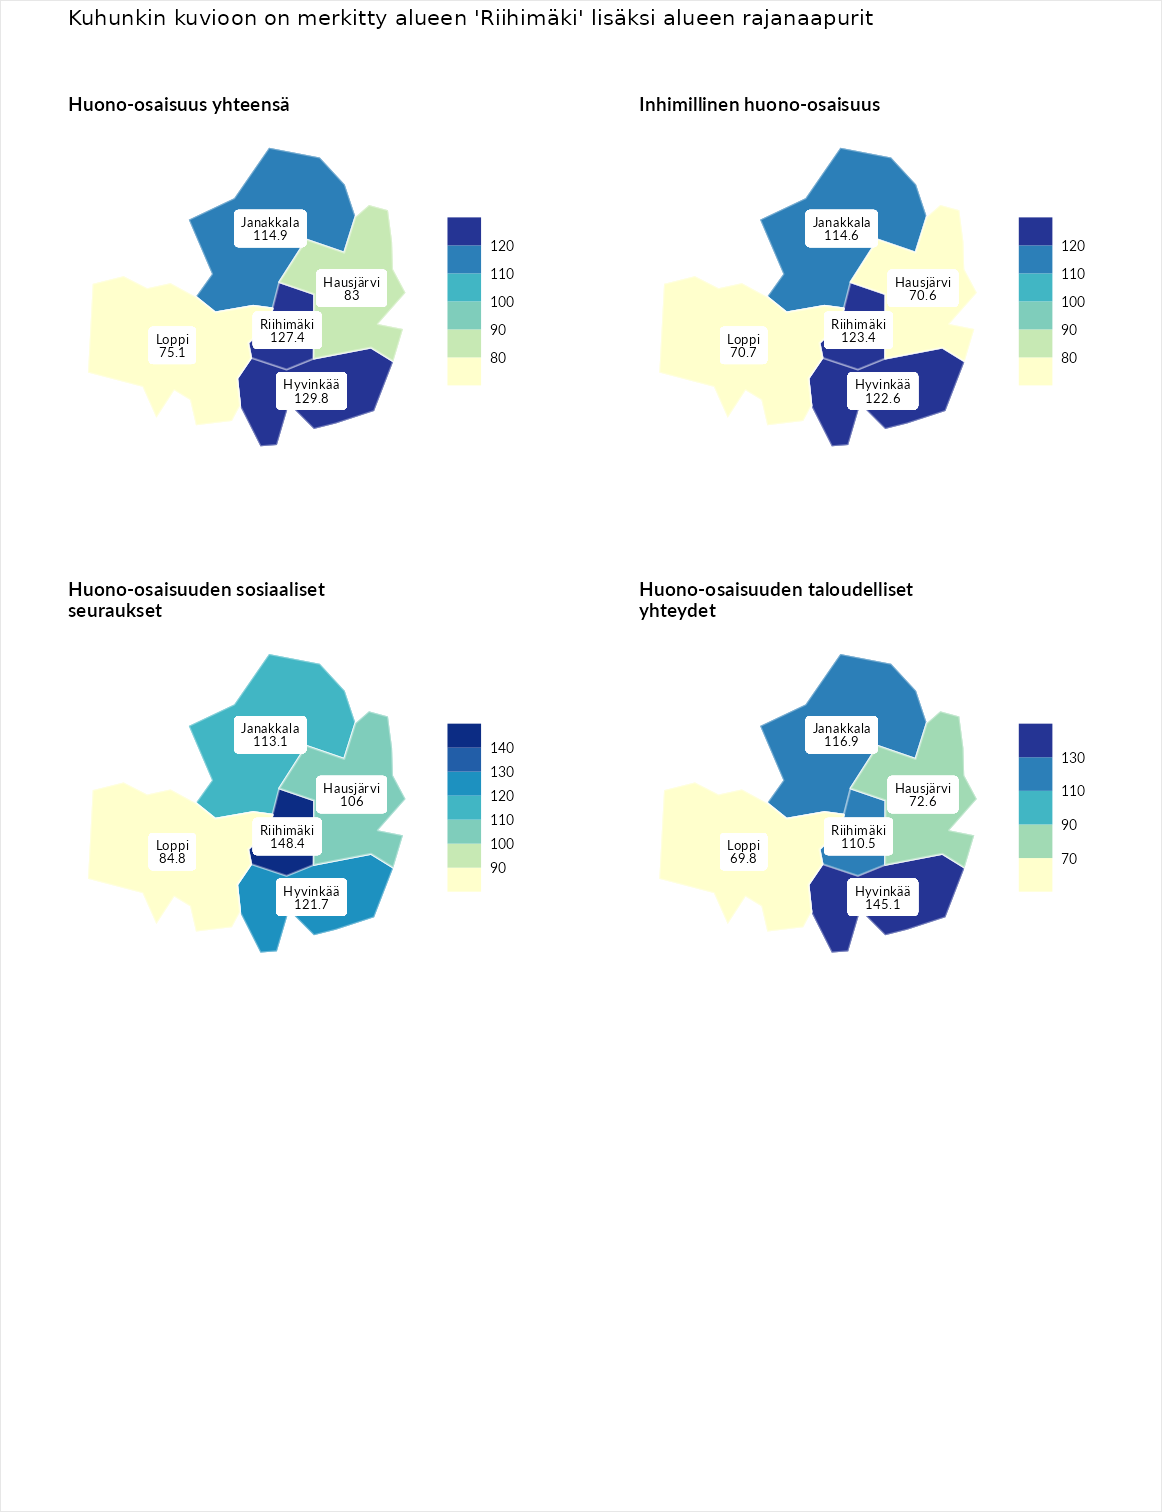 Kuhunkin kuvioon on merkitty alueen 'Riihimäki' lisäksi alueen rajanaapurit
Huono-osaisuus yhteensä
Janakkala
114.9
Hausjärvi
83
Riihimäki
127.4
Loppi
75.1
Hyvinkää
129.8
120
110
100
90
80
Inhimillinen huono-osaisuus
Janakkala
114.6
Hausjärvi
70.6
Riihimäki
123.4
Loppi
70.7
Hyvinkää
122.6
120
110
100
90
80
Huono-osaisuuden sosiaaliset
seuraukset
Janakkala
113.1
Hausjärvi
106
Riihimäki
148.4
Loppi
84.8
Hyvinkää
121.7
140
130
120
110
100
90
Huono-osaisuuden taloudelliset
yhteydet
Janakkala
116.9
Hausjärvi
72.6
Riihimäki
110.5
Loppi
69.8
Hyvinkää
145.1
130
110
90
70